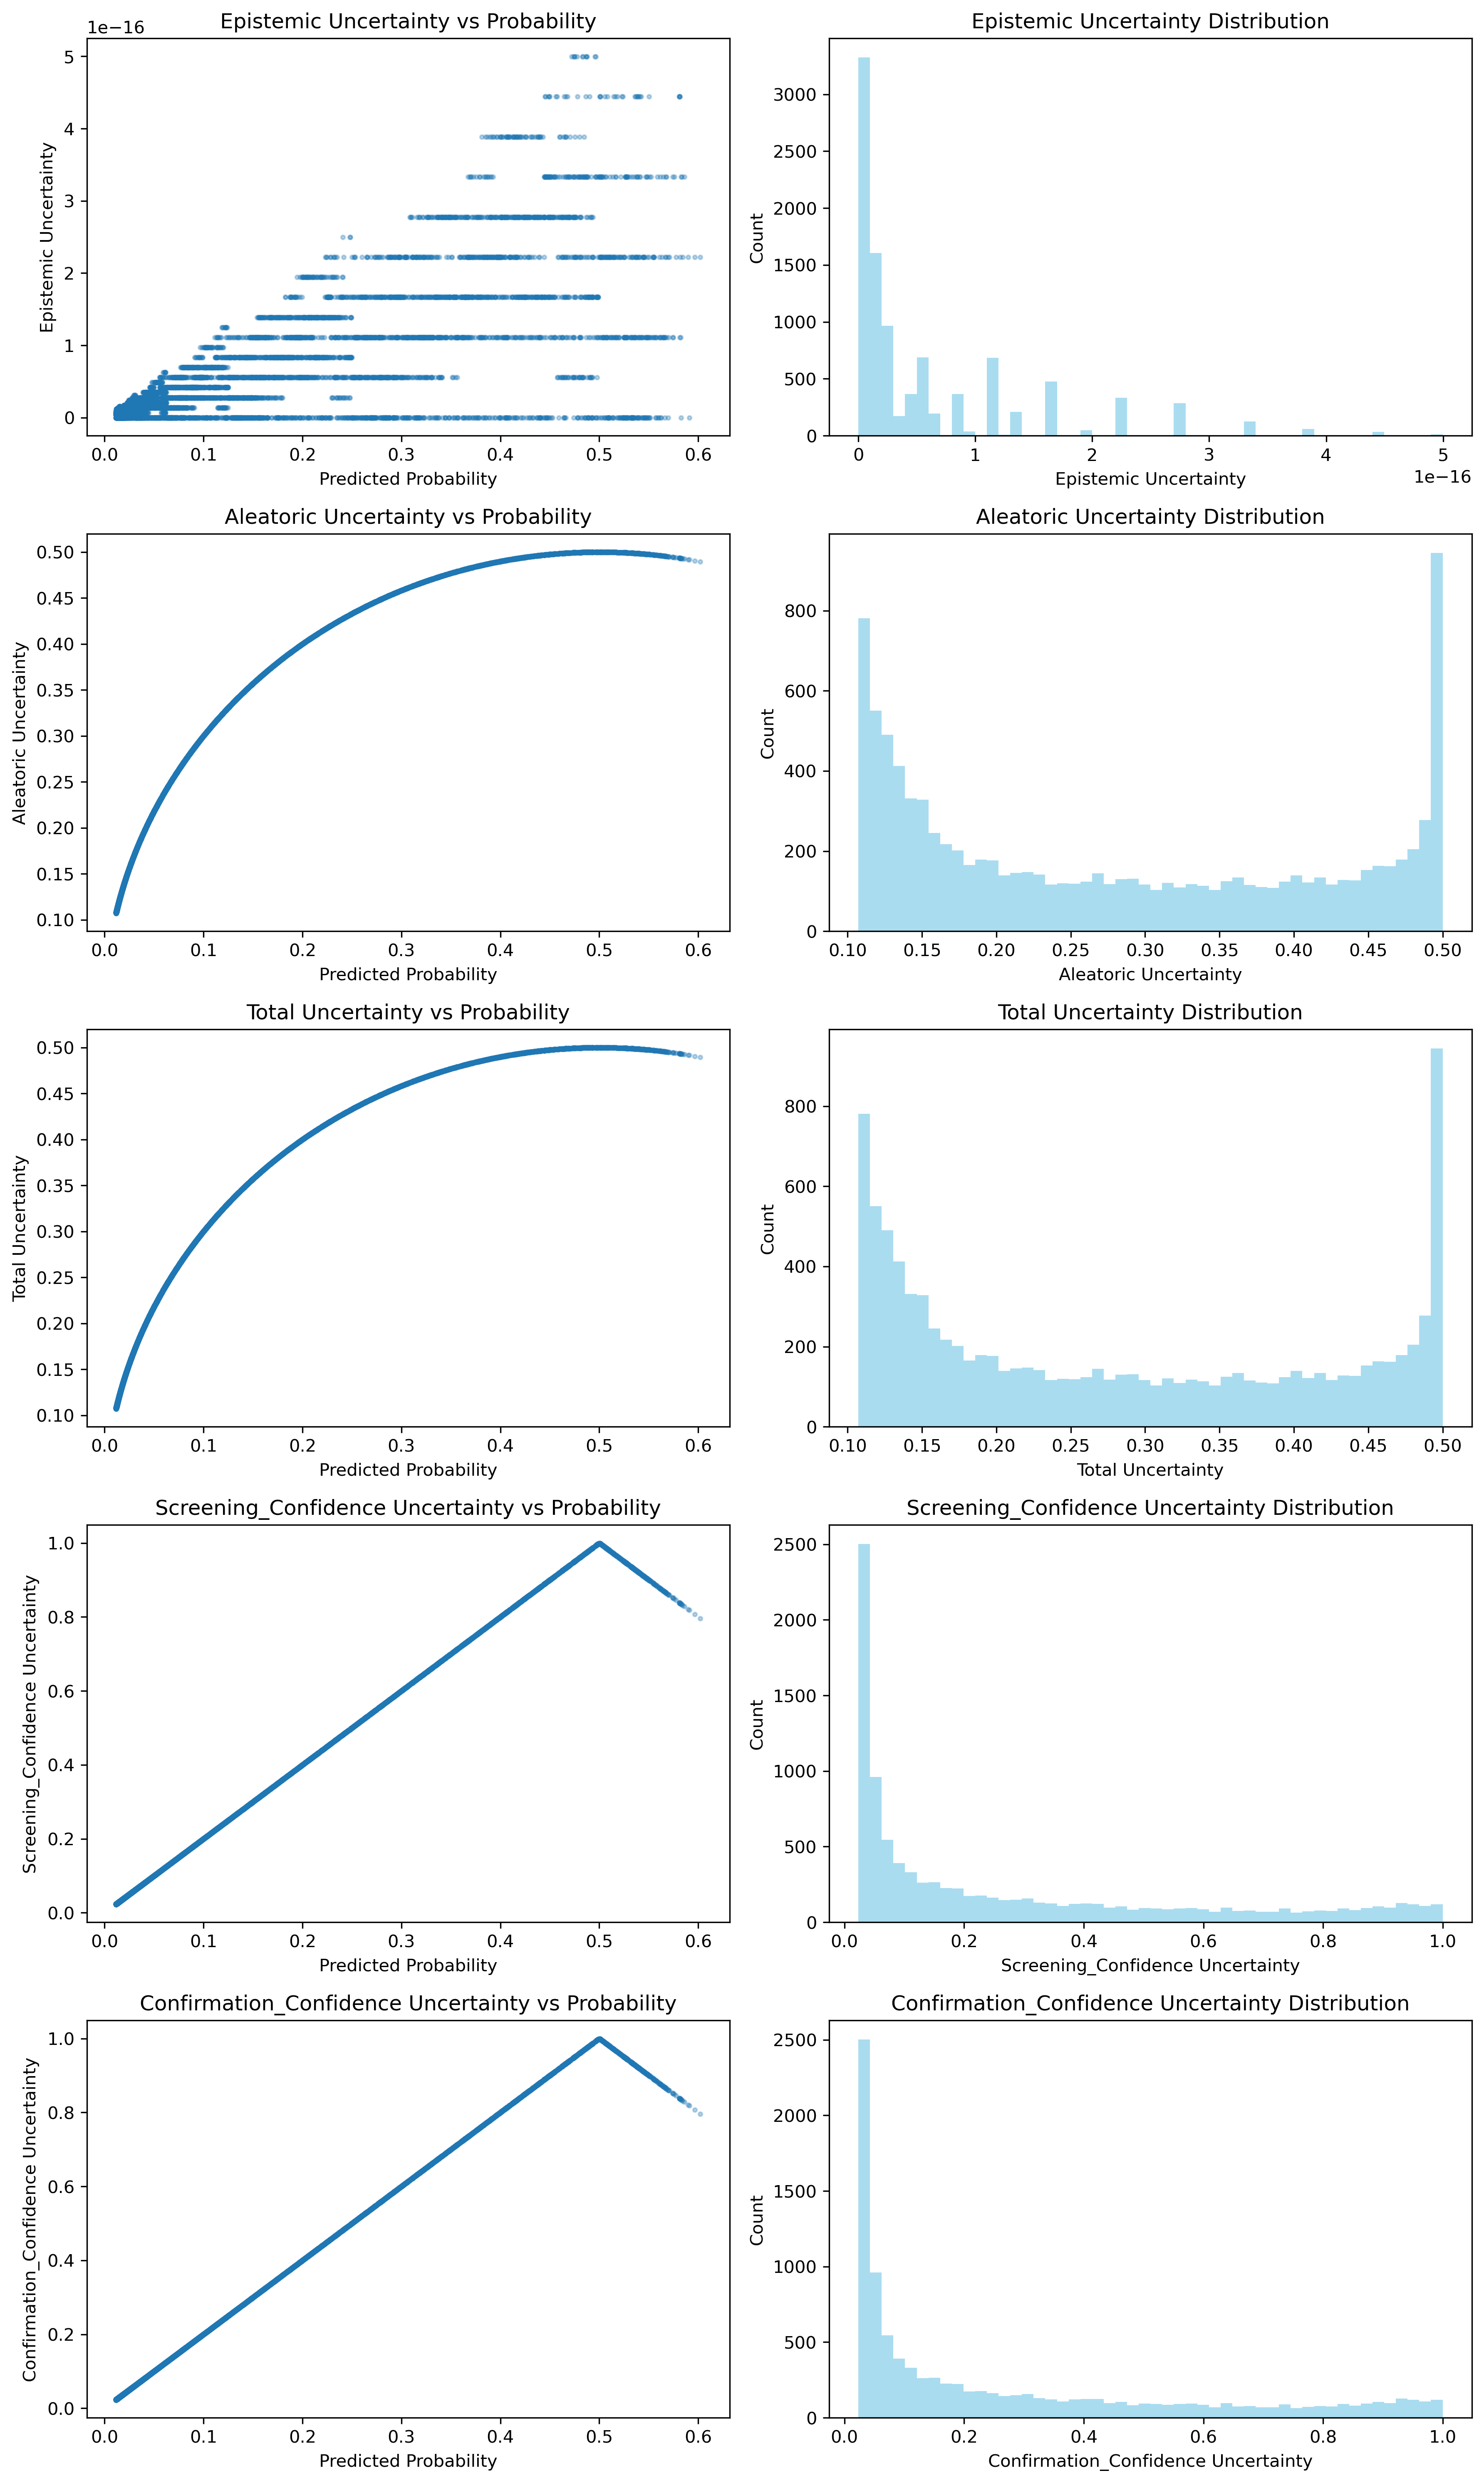 Epistemic Uncertainty vs Probability
1e−16
5
4
3
2
1
0
Epistemic Uncertainty
0.0 0.1 0.2 0.3 0.4 0.5 0.6
Predicted Probability
Epistemic Uncertainty Distribution
3000
2500
2000
1500
1000
500
0
Count
0 1 2 3 4 5
1e−16
Epistemic Uncertainty
Aleatoric Uncertainty vs Probability
0.50
0.45
0.40
0.35
0.30
0.25
0.20
0.15
0.10
Aleatoric Uncertainty
0.0 0.1 0.2 0.3 0.4 0.5 0.6
Predicted Probability
Aleatoric Uncertainty Distribution
800
600
400
200
0
Count
0.10 0.15 0.20 0.25 0.30 0.35 0.40 0.45 0.50
Aleatoric Uncertainty
Total Uncertainty vs Probability
0.50
0.45
0.40
0.35
0.30
0.25
0.20
0.15
0.10
Total Uncertainty
0.0 0.1 0.2 0.3 0.4 0.5 0.6
Predicted Probability
Total Uncertainty Distribution
800
600
400
200
0
Count
0.10 0.15 0.20 0.25 0.30 0.35 0.40 0.45 0.50
Total Uncertainty
Screening_Confidence Uncertainty vs Probability
1.0
0.8
0.6
0.4
0.2
0.0
Screening_Confidence Uncertainty
0.0 0.1 0.2 0.3 0.4 0.5 0.6
Predicted Probability
Screening_Confidence Uncertainty Distribution
2500
2000
1500
1000
500
0
Count
0.0 0.2 0.4 0.6 0.8 1.0
Screening_Confidence Uncertainty
Confirmation_Confidence Uncertainty vs Probability
1.0
0.8
0.6
0.4
0.2
0.0
Confirmation_Confidence Uncertainty
0.0 0.1 0.2 0.3 0.4 0.5 0.6
Predicted Probability
Confirmation_Confidence Uncertainty Distribution
2500
2000
1500
1000
500
0
Count
0.0 0.2 0.4 0.6 0.8 1.0
Confirmation_Confidence Uncertainty